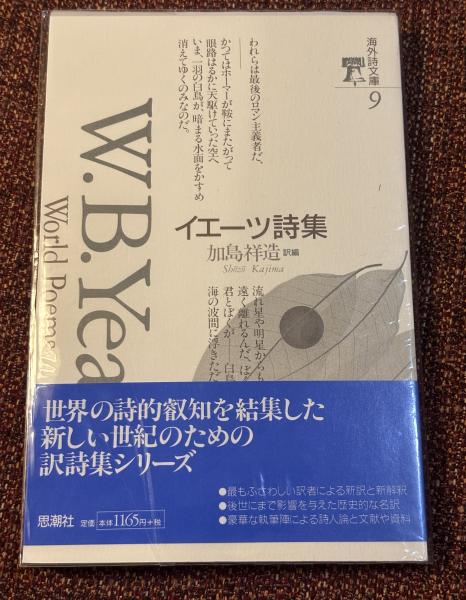 海外詩文庫
9
われらは最後のロマン主義者だ、
かつてはホーマーが鞍にまたがって
眼路はるかに天駆けていった空へ
いま、一羽の白鳥が、暗まる水面をかすめ
消えてゆくのみなのだ。
W.B.Yea
World Poems
イエーツ詩集
加島祥造 訳編
Shōzō Kajima
流れ星や明星からも
遠く離れるんだ、ぼ
君とぼくが 白鳥
海の波間に浮きただ
世界の詩的叡知を結集した
新しい世紀のための
訳詩集シリーズ
●最もふさわしい訳者による新訳と新解釈
●後世にまで影響を与えた歴史的な名訳
●豪華な執筆陣による詩人論と文献や資料
思潮社 定価 本体1165円+税